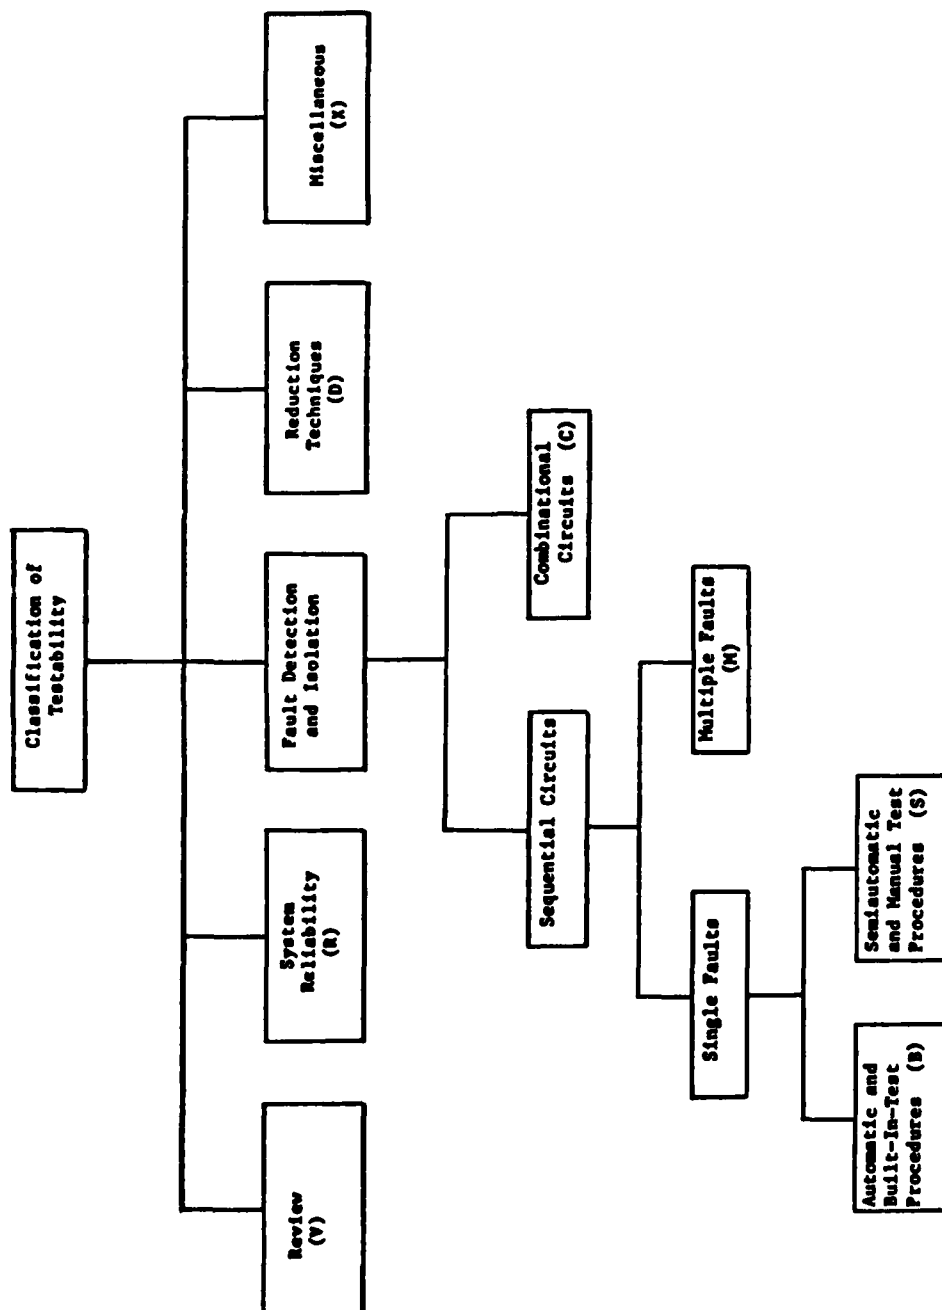 Classification of
Testability
Review
(V)
System
Reliability
(R)
Fault Detection
and Isolation
Reduction
Techniques
(D)
Miscellaneous
(X)
Sequential Circuits
Combinational
Circuits (C)
Single Faults
Multiple Faults
(M)
Automatic and
Built-In-Test
Procedures (B)
Semiautomatic
and Manual Test
Procedures (S)